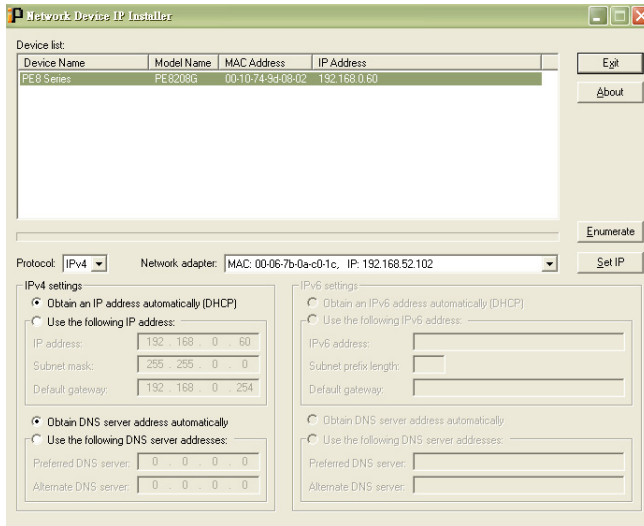 Network Device IP Installer
Device list:
Device Name Model Name MAC Address IP Address
PE8 Series PE8208G 00-10-74-9d-08-02 192.168.0.60
Exit
About
Enumerate
Protocol: IPv4 Network adapter: MAC: 00-06-7b-0a-c0-1c, IP: 192.168.52.102
Set IP
IPv4 settings
Obtain an IP address automatically (DHCP)
Use the following IP address:
IP address: 192 . 168 . 0 . 60
Subnet mask: 255 . 255 . 0 . 0
Default gateway: 192 . 168 . 0 . 254
Obtain DNS server address automatically
Use the following DNS server addresses:
Preferred DNS server: 0 . 0 . 0 . 0
Alternate DNS server: 0 . 0 . 0 . 0
IPv6 settings
Obtain an IPv6 address automatically (DHCP)
Use the following IPv6 address:
IPv6 address:
Subnet prefix length:
Default gateway:
Obtain DNS server address automatically
Use the following DNS server addresses:
Preferred DNS server:
Alternate DNS server: